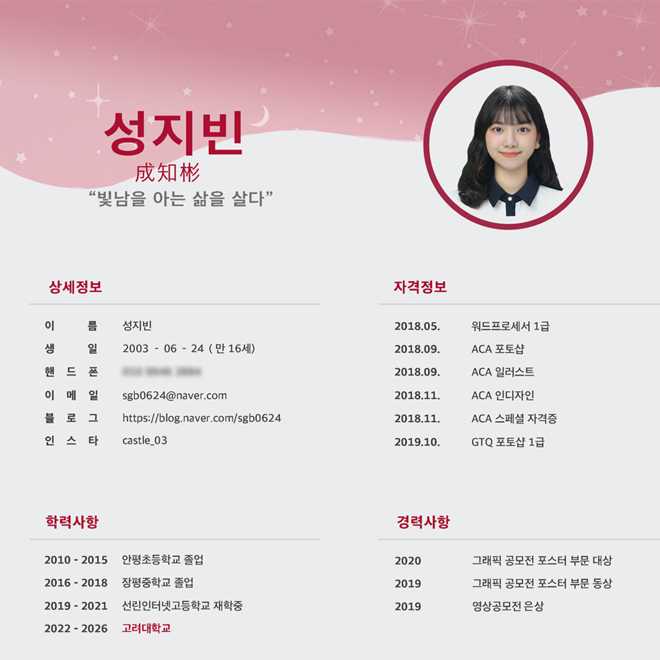 성지빈
成知彬
“빛남을 아는 삶을 살다”
상세정보
이 름 성지빈
생 일 2003 - 06 - 24 ( 만 16세)
핸 드 폰
이 메 일 sgb0624@naver.com
블 로 그 https://blog.naver.com/sgb0624
인 스 타 castle_03
자격정보
2018.05. 워드프로세서 1급
2018.09. ACA 포토샵
2018.09. ACA 일러스트
2018.11. ACA 인디자인
2018.11. ACA 스페셜 자격증
2019.10. GTQ 포토샵 1급
학력사항
2010 - 2015 안평초등학교 졸업
2016 - 2018 장평중학교 졸업
2019 - 2021 선린인터넷고등학교 재학중
2022 - 2026 고려대학교
경력사항
2020 그래픽 공모전 포스터 부문 대상
2019 그래픽 공모전 포스터 부문 동상
2019 영상공모전 은상